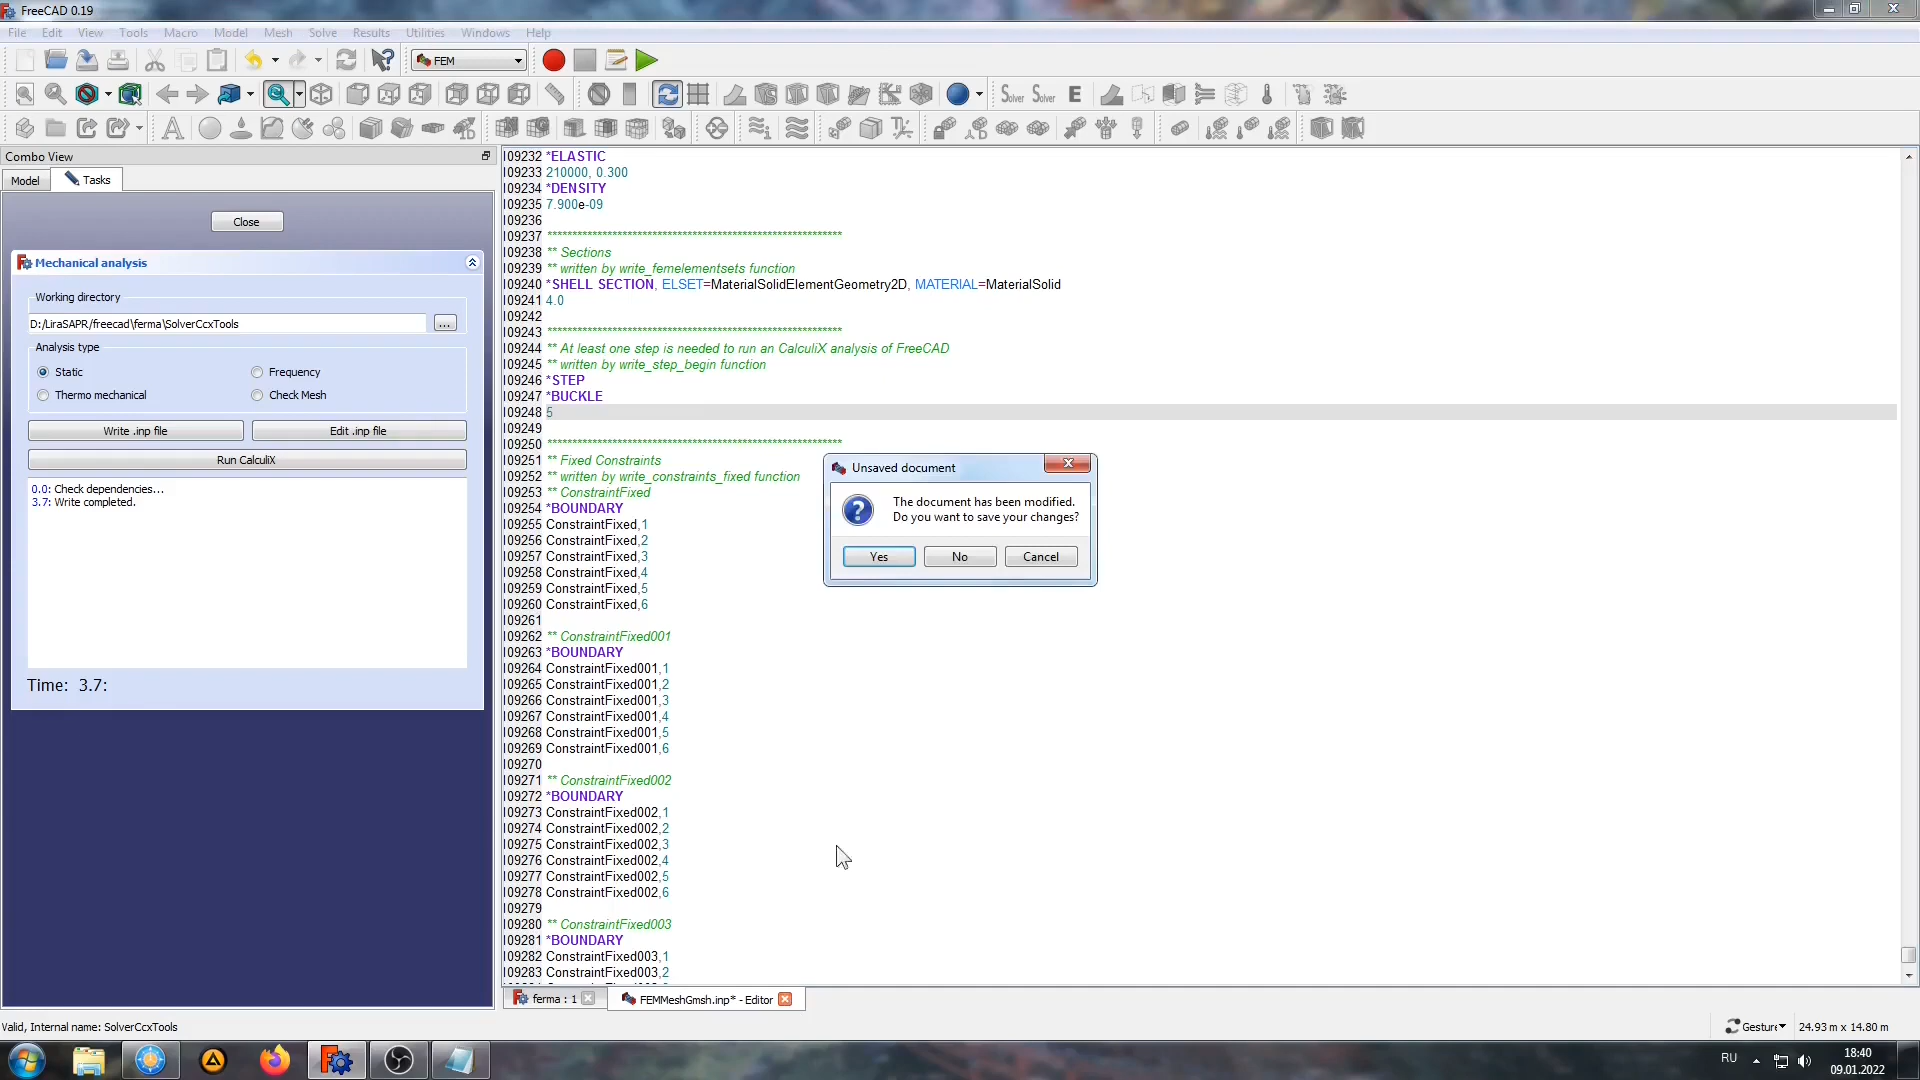 FreeCAD 0.19
File Edit View Tools Macro Model Mesh Solve Results Utilities Windows Help
FEM
Solver Solver E
Combo View
Model Tasks
Close
Mechanical analysis
Working directory
D:/LiraSAPR/freecad\ferma\SolverCcxTools
...
Analysis type
Static Frequency
Thermo mechanical Check Mesh
Write .inp file Edit .inp file
Run CalculiX
0.0: Check dependencies...
3.7: Write completed.
Time: 3.7:
109232 *ELASTIC
109233 210000, 0.300
109234 *DENSITY
109235 7.900e-09
109236
109237 ***********************************************************
109238 ** Sections
109239 ** written by write_femelementsets function
109240 *SHELL SECTION, ELSET=MaterialSolidElementGeometry2D, MATERIAL=MaterialSolid
109241 4.0
109242
109243 ***********************************************************
109244 ** At least one step is needed to run an CalculiX analysis of FreeCAD
109245 ** written by write_step_begin function
109246 *STEP
109247 *BUCKLE
109248 5
109249
109250 ***********************************************************
109251 ** Fixed Constraints
109252 ** written by write_constraints_fixed function
109253 ** ConstraintFixed
109254 *BOUNDARY
109255 ConstraintFixed,1
109256 ConstraintFixed,2
109257 ConstraintFixed,3
109258 ConstraintFixed,4
109259 ConstraintFixed,5
109260 ConstraintFixed,6
109261
109262 ** ConstraintFixed001
109263 *BOUNDARY
109264 ConstraintFixed001,1
109265 ConstraintFixed001,2
109266 ConstraintFixed001,3
109267 ConstraintFixed001,4
109268 ConstraintFixed001,5
109269 ConstraintFixed001,6
109270
109271 ** ConstraintFixed002
109272 *BOUNDARY
109273 ConstraintFixed002,1
109274 ConstraintFixed002,2
109275 ConstraintFixed002,3
109276 ConstraintFixed002,4
109277 ConstraintFixed002,5
109278 ConstraintFixed002,6
109279
109280 ** ConstraintFixed003
109281 *BOUNDARY
109282 ConstraintFixed003,1
109283 ConstraintFixed003,2
Unsaved document
The document has been modified.
Do you want to save your changes?
Yes No Cancel
ferma : 1 FEMMeshGmsh.inp* - Editor
Valid, Internal name: SolverCcxTools
Gesture 24.93 m x 14.80 m
RU
18:40
09.01.2022